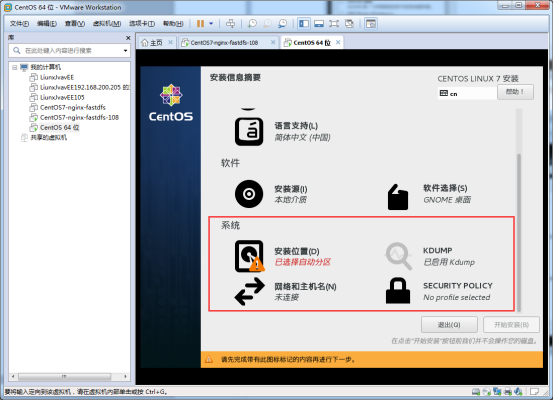 CentOS 64 位 - VMware Workstation
文件(F) 编辑(E) 查看(V) 虚拟机(M) 选项卡(T) 帮助(H)
库
在此处键入内容进行搜索
我的计算机
LiunxJvavEE
LiunxJvavEE192.168.200.205 的
LiunxJvavEE105
CentOS7-nginx-fastdfs
CentOS7-nginx-fastdfs-108
CentOS 64 位
共享的虚拟机
主页
CentOS7-nginx-fastdfs-108
CentOS 64 位
CentOS
安装信息摘要
CENTOS LINUX 7 安装
cn
帮助！
语言支持(L)
简体中文 (中国)
软件
安装源(I)
本地介质
软件选择(S)
GNOME 桌面
系统
安装位置(D)
已选择自动分区
KDUMP
已启用 Kdump
网络和主机名(N)
未连接
SECURITY POLICY
No profile selected
退出(Q)
开始安装(B)
在点击"开始安装"按钮前我们并不会操作您的磁盘。
请先完成带有此图标标记的内容再进行下一步。
要将输入定向到该虚拟机，请在虚拟机内部单击或按 Ctrl+G。